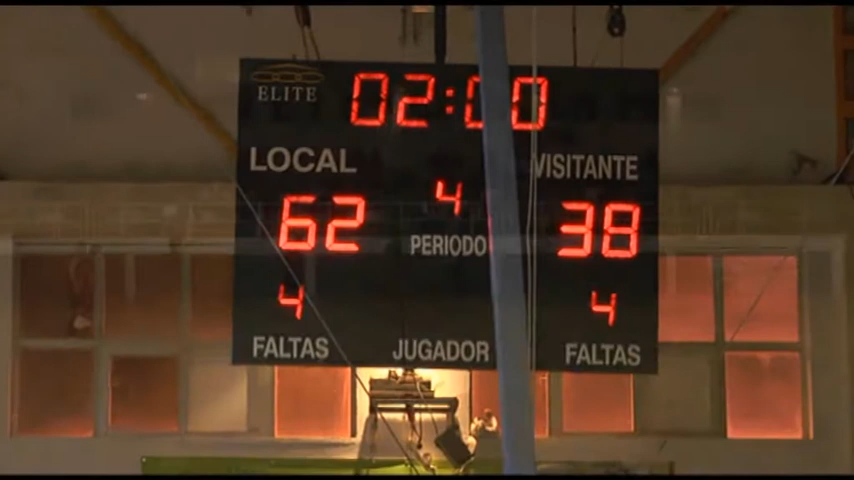 ELITE
02:00
LOCAL
VISITANTE
62
4
38
PERIODO
4
4
FALTAS
JUGADOR
FALTAS